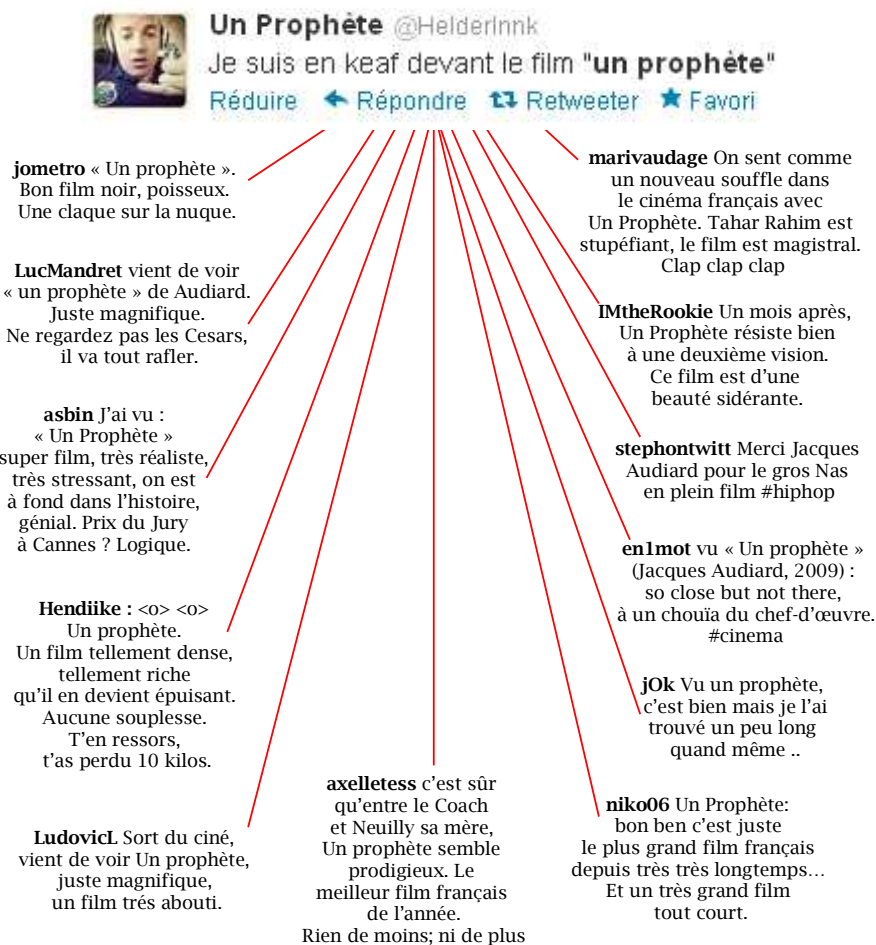 Un Prophète @HelderInnk
Je suis en keaf devant le film "un prophète"
Réduire Répondre Retweeter Favori
jometro « Un prophète ».
Bon film noir, poisseux.
Une claque sur la nuque.
LucMandret vient de voir
« un prophète » de Audiard.
Juste magnifique.
Ne regardez pas les Cesars,
il va tout rafler.
asbin J'ai vu :
« Un Prophète »
super film, très réaliste,
très stressant, on est
à fond dans l'histoire,
génial. Prix du Jury
à Cannes ? Logique.
Hendiike : <o> <o>
Un prophète.
Un film tellement dense,
tellement riche
qu'il en devient épuisant.
Aucune souplesse.
T'en ressors,
t'as perdu 10 kilos.
LudovicL Sort du ciné,
vient de voir Un prophète,
juste magnifique,
un film trés abouti.
axelletess c'est sûr
qu'entre le Coach
et Neuilly sa mère,
Un prophète semble
prodigieux. Le
meilleur film français
de l'année.
Rien de moins; ni de plus
marivaudage On sent comme
un nouveau souffle dans
le cinéma français avec
Un Prophète. Tahar Rahim est
stupéfiant, le film est magistral.
Clap clap clap
IMtheRookie Un mois après,
Un Prophète résiste bien
à une deuxième vision.
Ce film est d'une
beauté sidérante.
stephontwitt Merci Jacques
Audiard pour le gros Nas
en plein film #hiphop
en1mot vu « Un prophète »
(Jacques Audiard, 2009) :
so close but not there,
à un chouïa du chef-d'œuvre.
#cinema
jOk Vu un prophète,
c'est bien mais je l'ai
trouvé un peu long
quand même ..
niko06 Un Prophète:
bon ben c'est juste
le plus grand film français
depuis très très longtemps…
Et un très grand film
tout court.